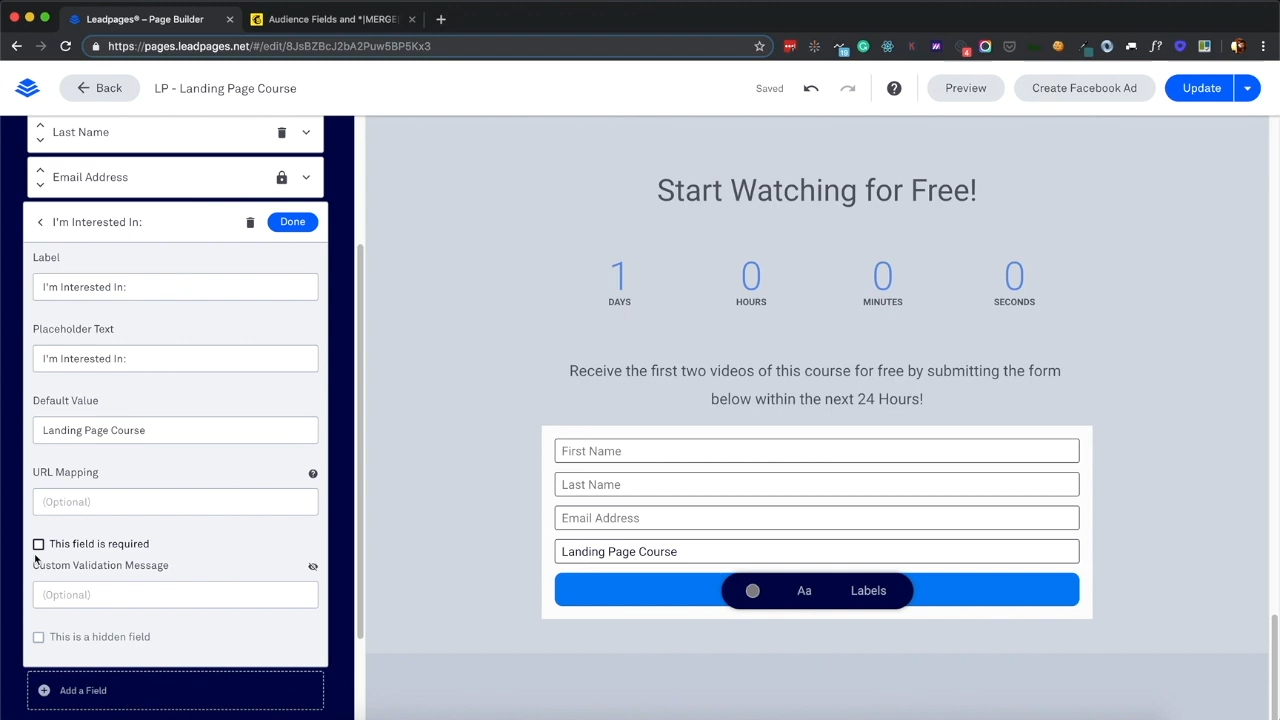 Leadpages® – Page Builder
Audience Fields and *|MERGE
https://pages.leadpages.net/#/edit/8JsBZBcJ2bA2Puw5BP5Kx3
19
4
Back
LP - Landing Page Course
Saved
Preview
Create Facebook Ad
Update
Last Name
Email Address
I'm Interested In:
Done
Label
I'm Interested In:
Placeholder Text
I'm Interested In:
Default Value
Landing Page Course
URL Mapping
(Optional)
This field is required
Custom Validation Message
(Optional)
This is a hidden field
Add a Field
Start Watching for Free!
1 0 0 0
DAYS HOURS MINUTES SECONDS
Receive the first two videos of this course for free by submitting the form
below within the next 24 Hours!
First Name
Last Name
Email Address
Landing Page Course
Aa Labels